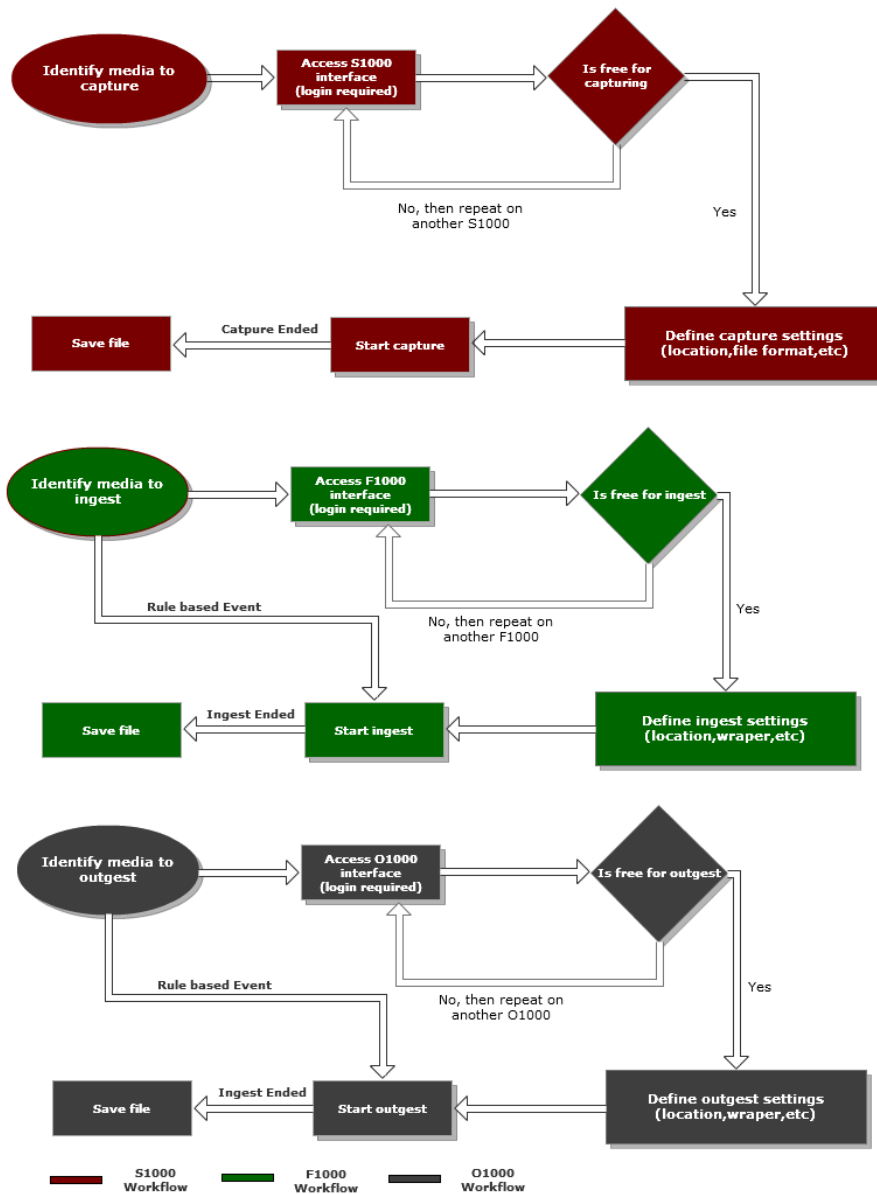 Identify media to
capture
Access S1000
interface
(login required)
Is free for
capturing
No, then repeat on
another S1000
Yes
Save file
Catpure Ended
Start capture
Define capture settings
(location,file format,etc)
Identify media to
ingest
Access F1000
interface
(login required)
Is free for ingest
Rule based Event
No, then repeat on
another F1000
Yes
Save file
Ingest Ended
Start ingest
Define ingest settings
(location,wraper,etc)
Identify media to
outgest
Access O1000
interface
(login required)
Is free for outgest
Rule based Event
No, then repeat on
another O1000
Yes
Save file
Ingest Ended
Start outgest
Define outgest settings
(location,wraper,etc)
S1000
Workflow
F1000
Workflow
O1000
Workflow